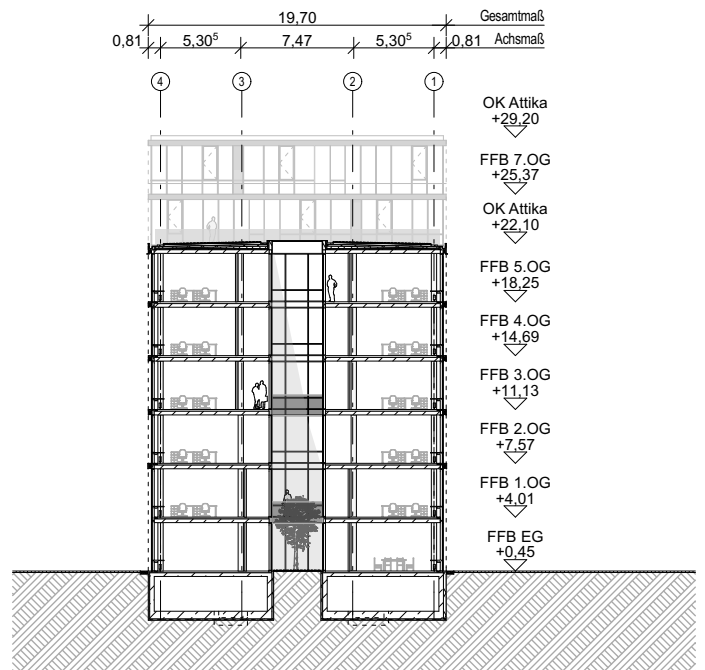 19,70 Gesamtmaß
0,81 5,30⁵ 7,47 5,30⁵ 0,81 Achsmaß
4 3 2 1
OK Attika
+29,20
FFB 7.OG
+25,37
OK Attika
+22,10
FFB 5.OG
+18,25
FFB 4.OG
+14,69
FFB 3.OG
+11,13
FFB 2.OG
+7,57
FFB 1.OG
+4,01
FFB EG
+0,45